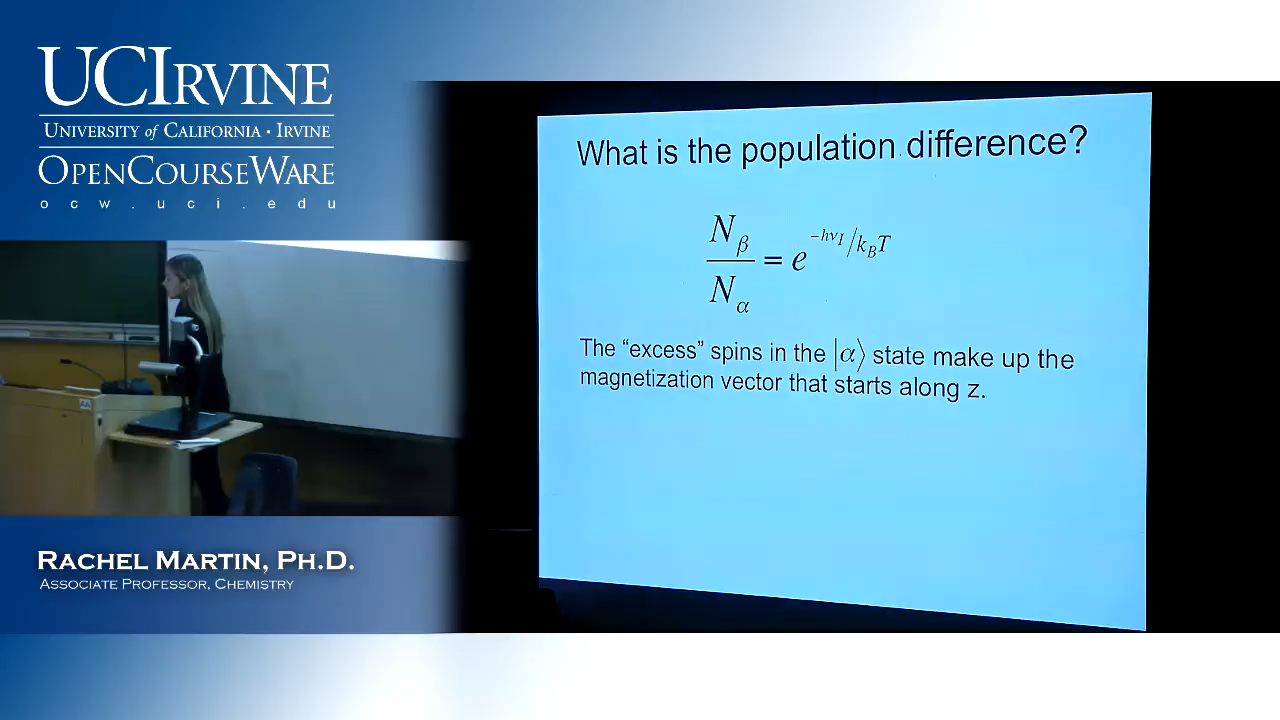 UCIRVINE
UNIVERSITY of CALIFORNIA · IRVINE
OPENCOURSEWARE
ocw.uci.edu
What is the population difference?
N_β / N_α = e^{-hν_I/k_BT}
The “excess” spins in the |α⟩ state make up the
magnetization vector that starts along z.
RACHEL MARTIN, PH.D.
ASSOCIATE PROFESSOR, CHEMISTRY